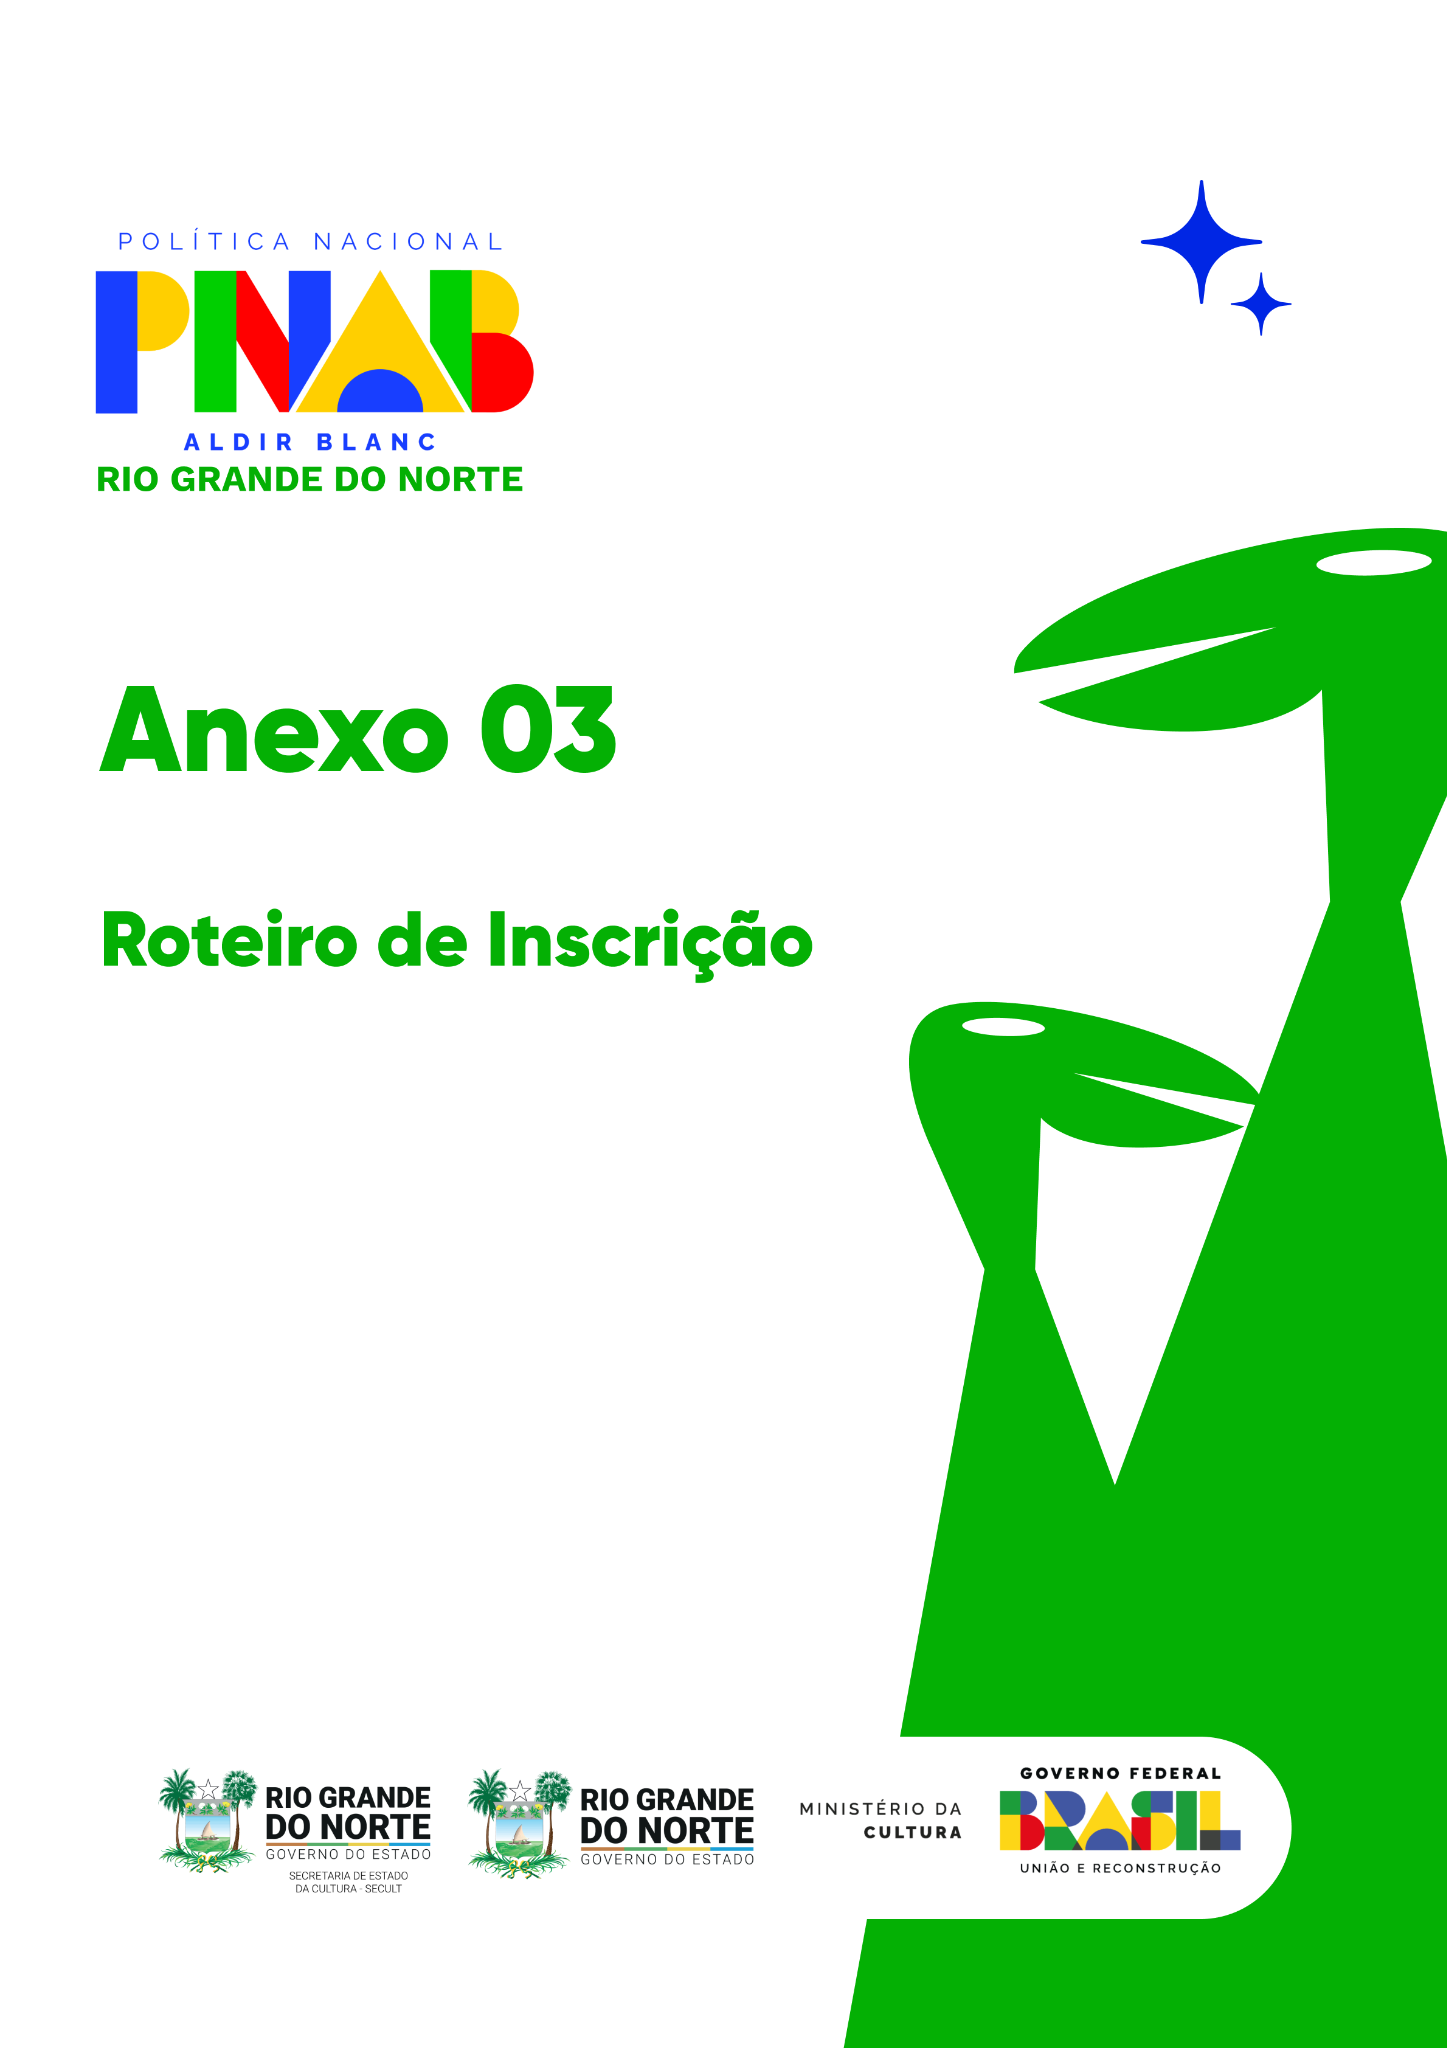 POLÍTICA NACIONAL
PNAB
ALDIR BLANC
RIO GRANDE DO NORTE
Anexo 03
Roteiro de Inscrição
RIO GRANDE
DO NORTE
GOVERNO DO ESTADO
SECRETARIA DE ESTADO
DA CULTURA - SECULT
RIO GRANDE
DO NORTE
GOVERNO DO ESTADO
MINISTÉRIO DA
CULTURA
GOVERNO FEDERAL
BRASIL
UNIÃO E RECONSTRUÇÃO